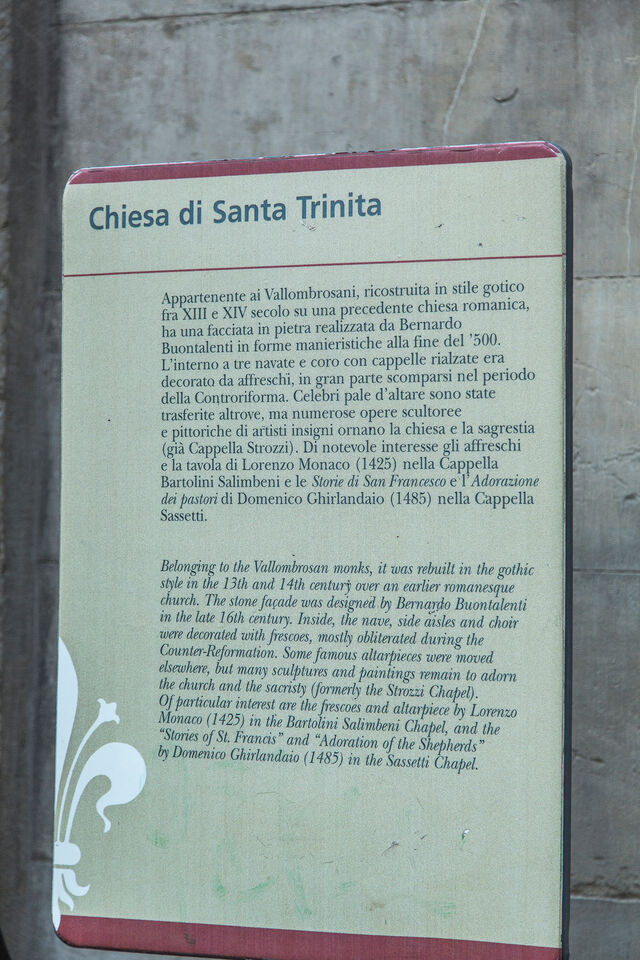 Chiesa di Santa Trinita
Appartenente ai Vallombrosani, ricostruita in stile gotico
fra XIII e XIV secolo su una precedente chiesa romanica,
ha una facciata in pietra realizzata da Bernardo
Buontalenti in forme manieristiche alla fine del ’500.
L’interno a tre navate e coro con cappelle rialzate era
decorato da affreschi, in gran parte scomparsi nel periodo
della Controriforma. Celebri pale d’altare sono state
trasferite altrove, ma numerose opere scultoree
e pittoriche di artisti insigni ornano la chiesa e la sagrestia
(già Cappella Strozzi). Di notevole interesse gli affreschi
e la tavola di Lorenzo Monaco (1425) nella Cappella
Bartolini Salimbeni e le Storie di San Francesco e l’Adorazione
dei pastori di Domenico Ghirlandaio (1485) nella Cappella
Sassetti.
Belonging to the Vallombrosan monks, it was rebuilt in the gothic
style in the 13th and 14th century over an earlier romanesque
church. The stone façade was designed by Bernardo Buontalenti
in the late 16th century. Inside, the nave, side aisles and choir
were decorated with frescoes, mostly obliterated during the
Counter-Reformation. Some famous altarpieces were moved
elsewhere, but many sculptures and paintings remain to adorn
the church and the sacristy (formerly the Strozzi Chapel).
Of particular interest are the frescoes and altarpiece by Lorenzo
Monaco (1425) in the Bartolini Salimbeni Chapel, and the
“Stories of St. Francis” and “Adoration of the Shepherds”
by Domenico Ghirlandaio (1485) in the Sassetti Chapel.